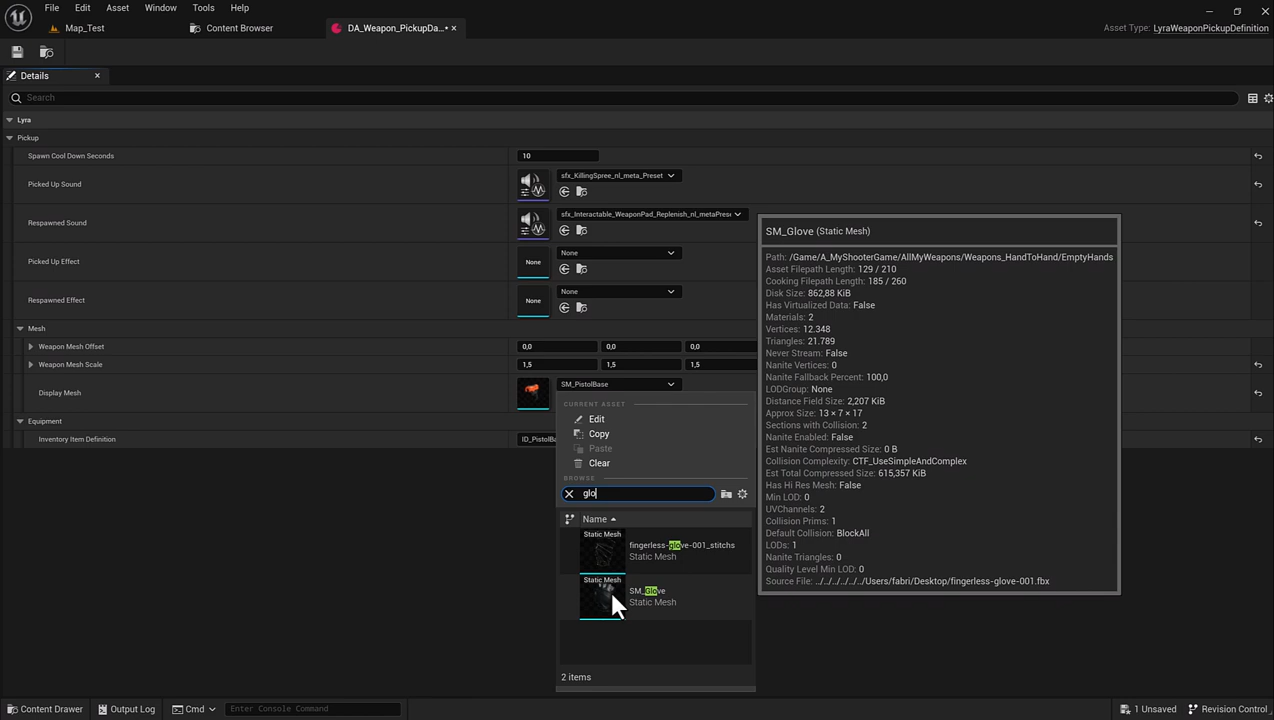 File Edit Asset Window Tools Help
Map_Test Content Browser DA_Weapon_PickupDa...• × Asset Type: LyraWeaponPickupDefinition
Details ×
Search
Lyra
Pickup
Spawn Cool Down Seconds 10
Picked Up Sound sfx_KillingSpree_nl_meta_Preset
Respawned Sound sfx_Interactable_WeaponPad_Replenish_nl_metaPrese
Picked Up Effect None None
Respawned Effect None None
Mesh
Weapon Mesh Offset 0,0 0,0 0,0
Weapon Mesh Scale 1,5 1,5 1,5
Display Mesh SM_PistolBase
Equipment
Inventory Item Definition ID_PistolBa
CURRENT ASSET
Edit
Copy
Paste
Clear
BROWSE
glo
Name
Static Mesh
fingerless-glove-001_stitchs
Static Mesh
Static Mesh
SM_Glove
Static Mesh
2 items
SM_Glove (Static Mesh)
Path: /Game/A_MyShooterGame/AllMyWeapons/Weapons_HandToHand/EmptyHands
Asset Filepath Length: 129 / 210
Cooking Filepath Length: 185 / 260
Disk Size: 862,88 KiB
Has Virtualized Data: False
Materials: 2
Vertices: 12.348
Triangles: 21.789
Never Stream: False
Nanite Vertices: 0
Nanite Fallback Percent: 100,0
LODGroup: None
Distance Field Size: 2,207 KiB
Approx Size: 13 × 7 × 17
Sections with Collision: 2
Nanite Enabled: False
Est Nanite Compressed Size: 0 B
Collision Complexity: CTF_UseSimpleAndComplex
Est Total Compressed Size: 615,357 KiB
Has Hi Res Mesh: False
Min LOD: 0
UVChannels: 2
Collision Prims: 1
Default Collision: BlockAll
LODs: 1
Nanite Triangles: 0
Quality Level Min LOD: 0
Source File: ../../../../../../Users/fabri/Desktop/fingerless-glove-001.fbx
Content Drawer Output Log Cmd Enter Console Command 1 Unsaved Revision Control